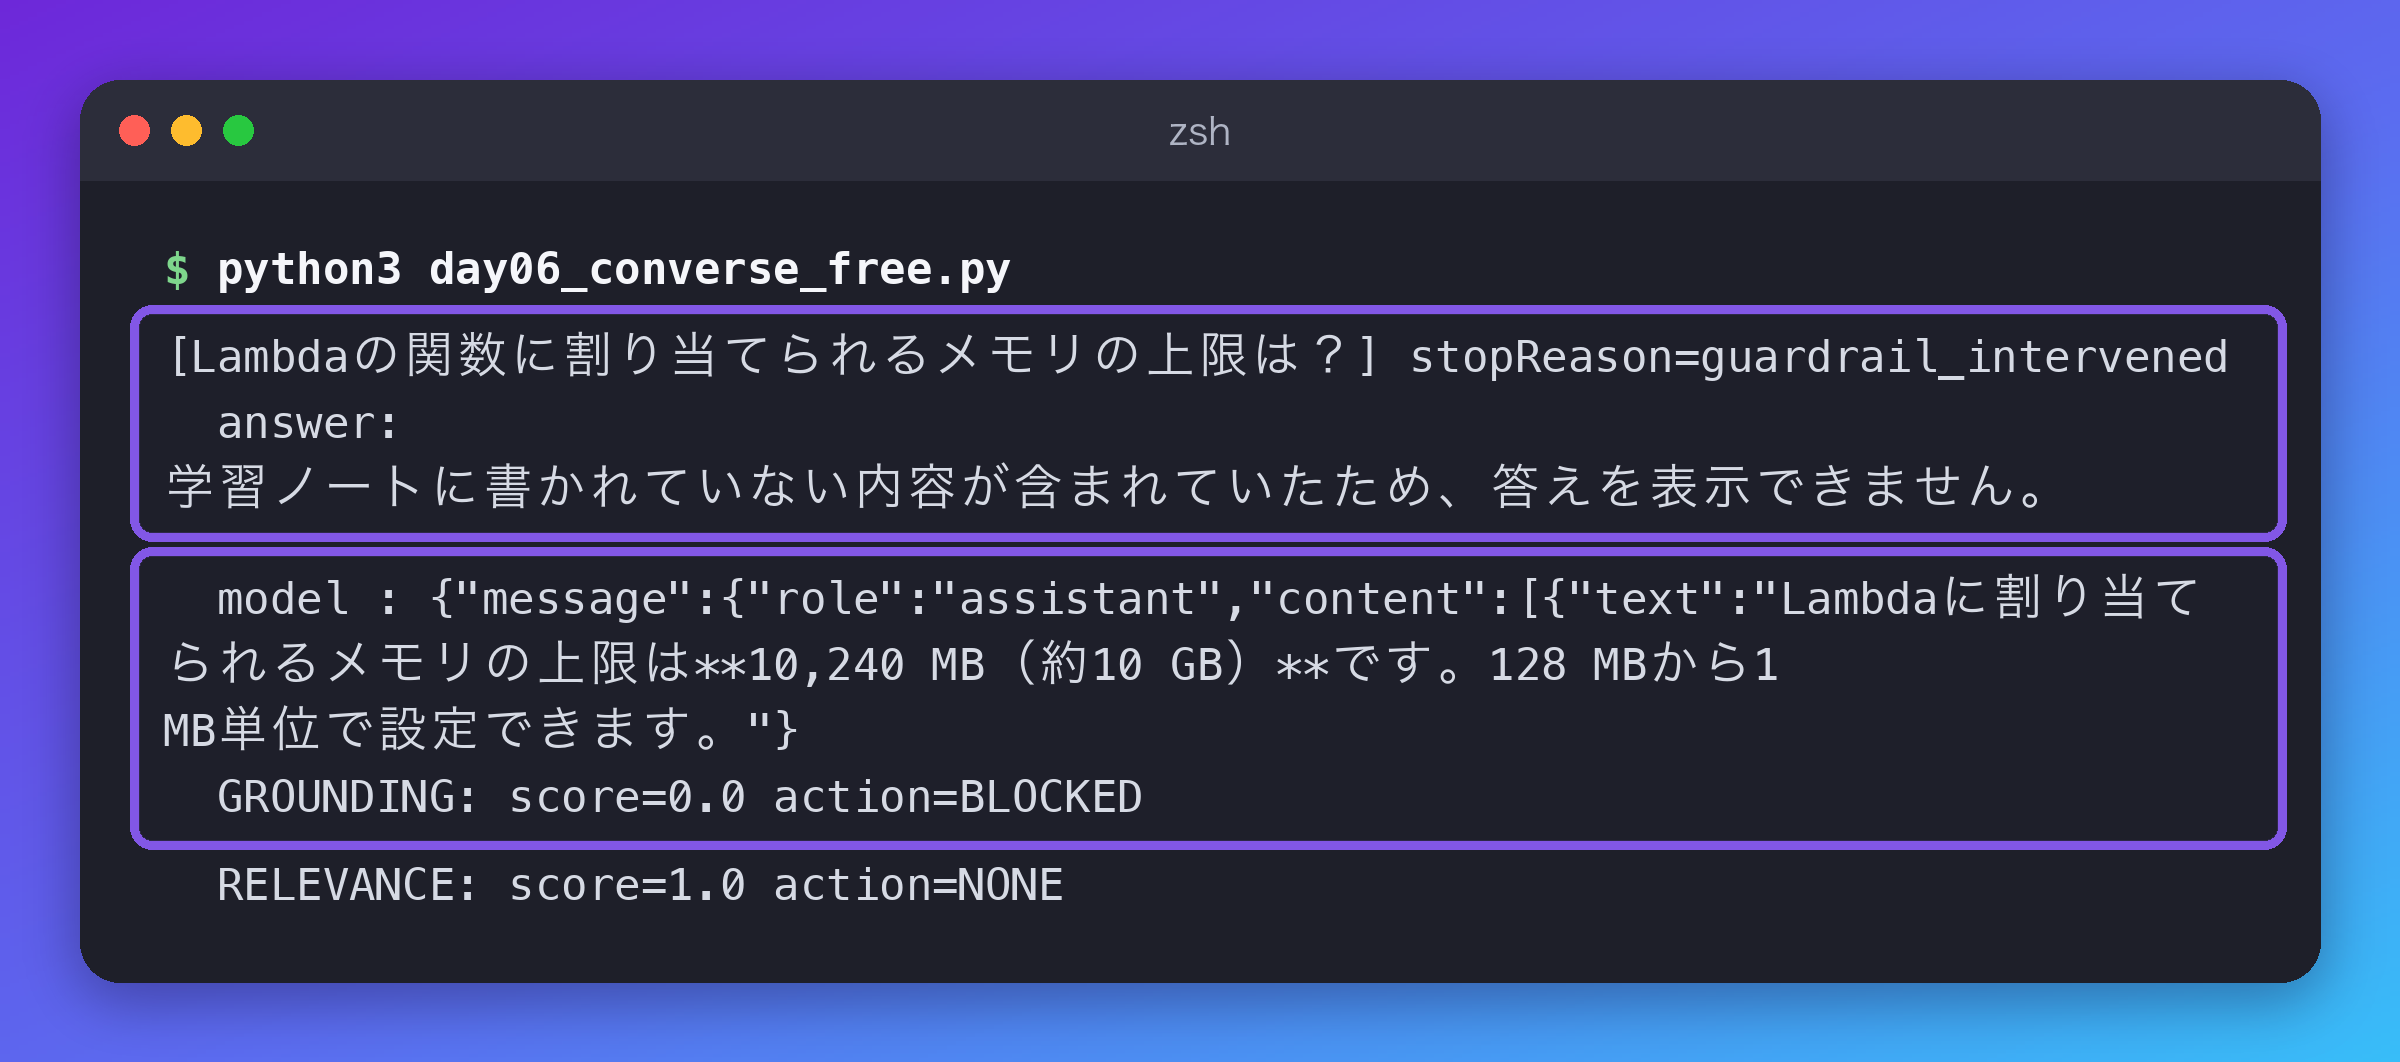 zsh
$ python3 day06_converse_free.py
[Lambdaの関数に割り当てられるメモリの上限は？] stopReason=guardrail_intervened
  answer:
学習ノートに書かれていない内容が含まれていたため、答えを表示できません。
  model : {"message":{"role":"assistant","content":[{"text":"Lambdaに割り当て
られるメモリの上限は**10,240 MB（約10 GB）**です。128 MBから1
MB単位で設定できます。"}
  GROUNDING: score=0.0 action=BLOCKED
  RELEVANCE: score=1.0 action=NONE